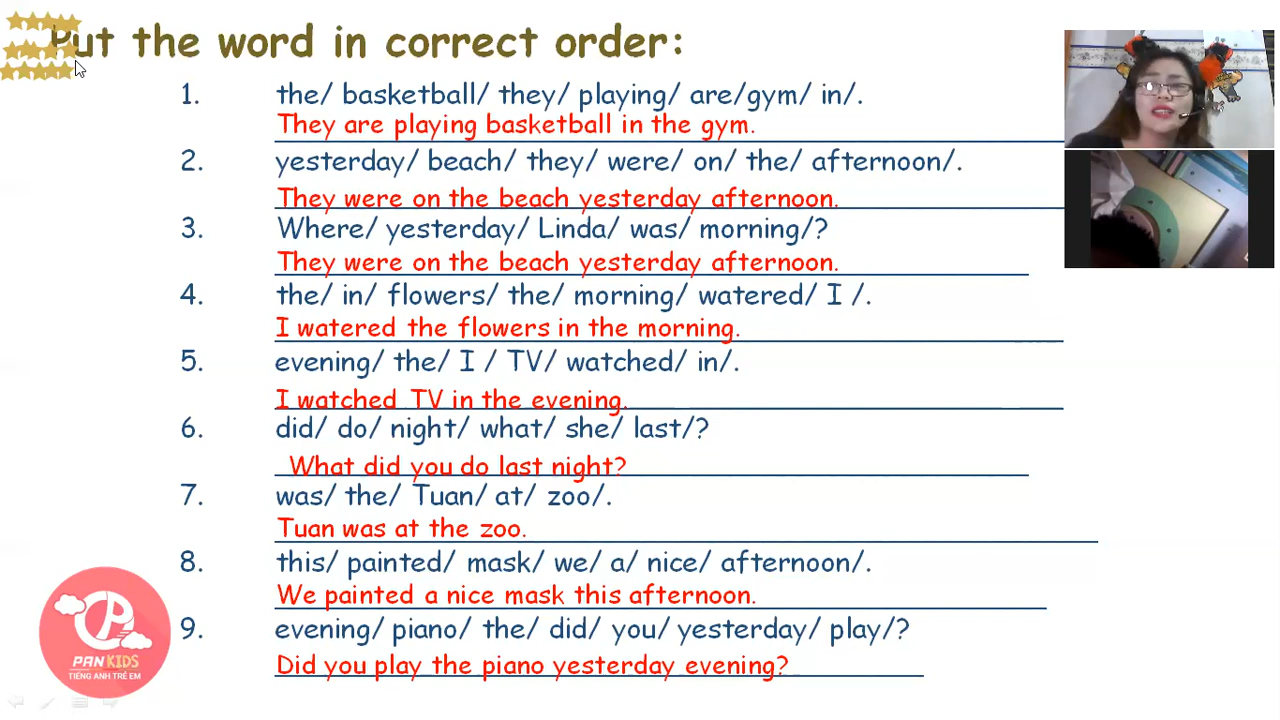 Put the word in correct order:
1. the/ basketball/ they/ playing/ are/gym/ in/.
They are playing basketball in the gym.
2. yesterday/ beach/ they/ were/ on/ the/ afternoon/.
They were on the beach yesterday afternoon.
3. Where/ yesterday/ Linda/ was/ morning/?
They were on the beach yesterday afternoon.
4. the/ in/ flowers/ the/ morning/ watered/ I /.
I watered the flowers in the morning.
5. evening/ the/ I / TV/ watched/ in/.
I watched TV in the evening.
6. did/ do/ night/ what/ she/ last/?
What did you do last night?
7. was/ the/ Tuan/ at/ zoo/.
Tuan was at the zoo.
8. this/ painted/ mask/ we/ a/ nice/ afternoon/.
We painted a nice mask this afternoon.
9. evening/ piano/ the/ did/ you/ yesterday/ play/?
Did you play the piano yesterday evening?
PAN KIDS
TIẾNG ANH TRẺ EM